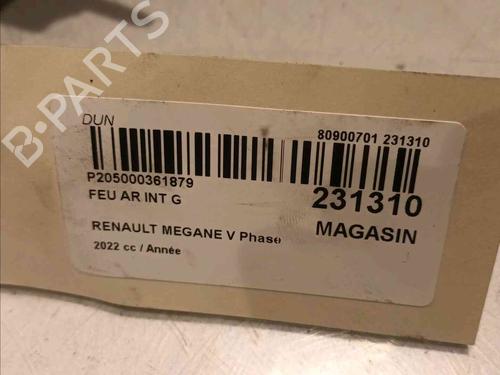 B-PARTS
DUN
80900701 231310
P205000361879
FEU AR INT G
231310
RENAULT MEGANE V Phase
MAGASIN
2022 cc / Année